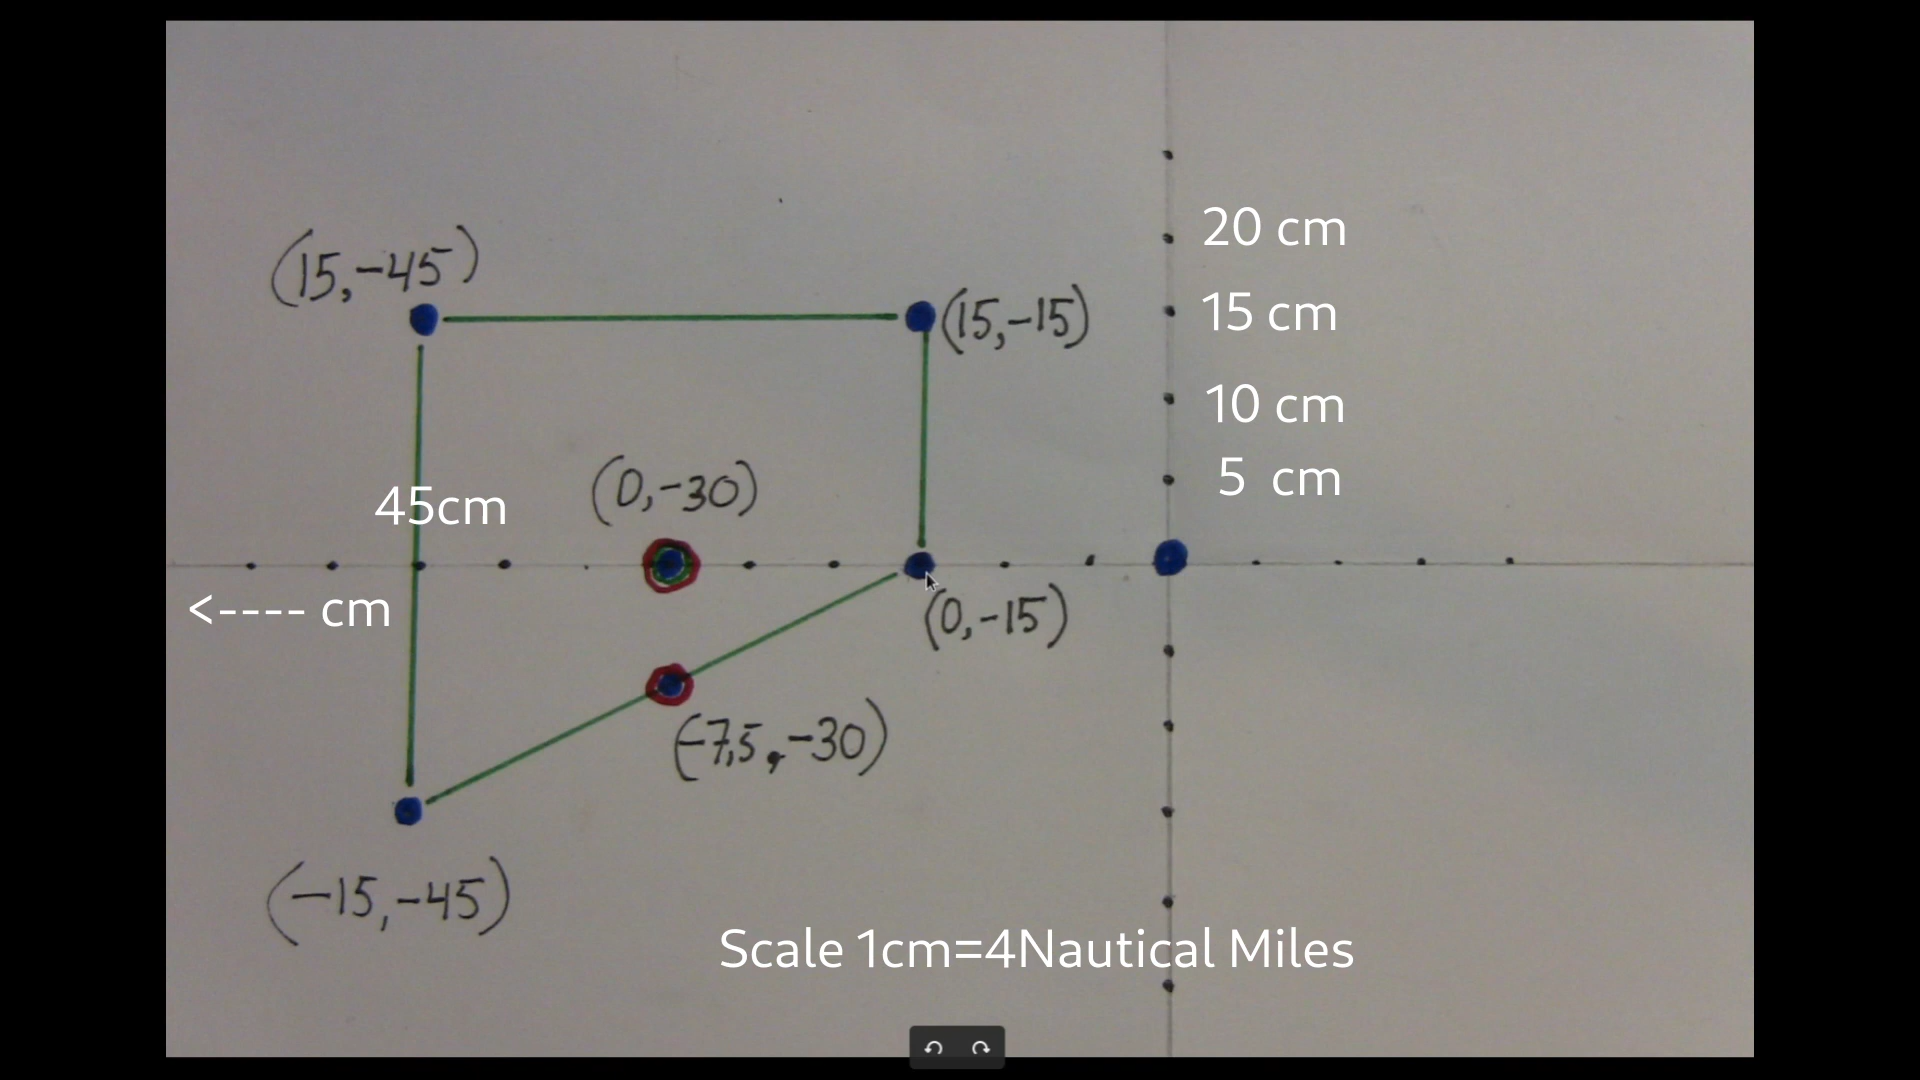 20 cm
(15,-45)
(15,-15)
15 cm
10 cm
5 cm
(0,-30)
45cm
<---- cm
(0,-15)
(-7,5,-30)
(-15,-45)
Scale 1cm=4Nautical Miles